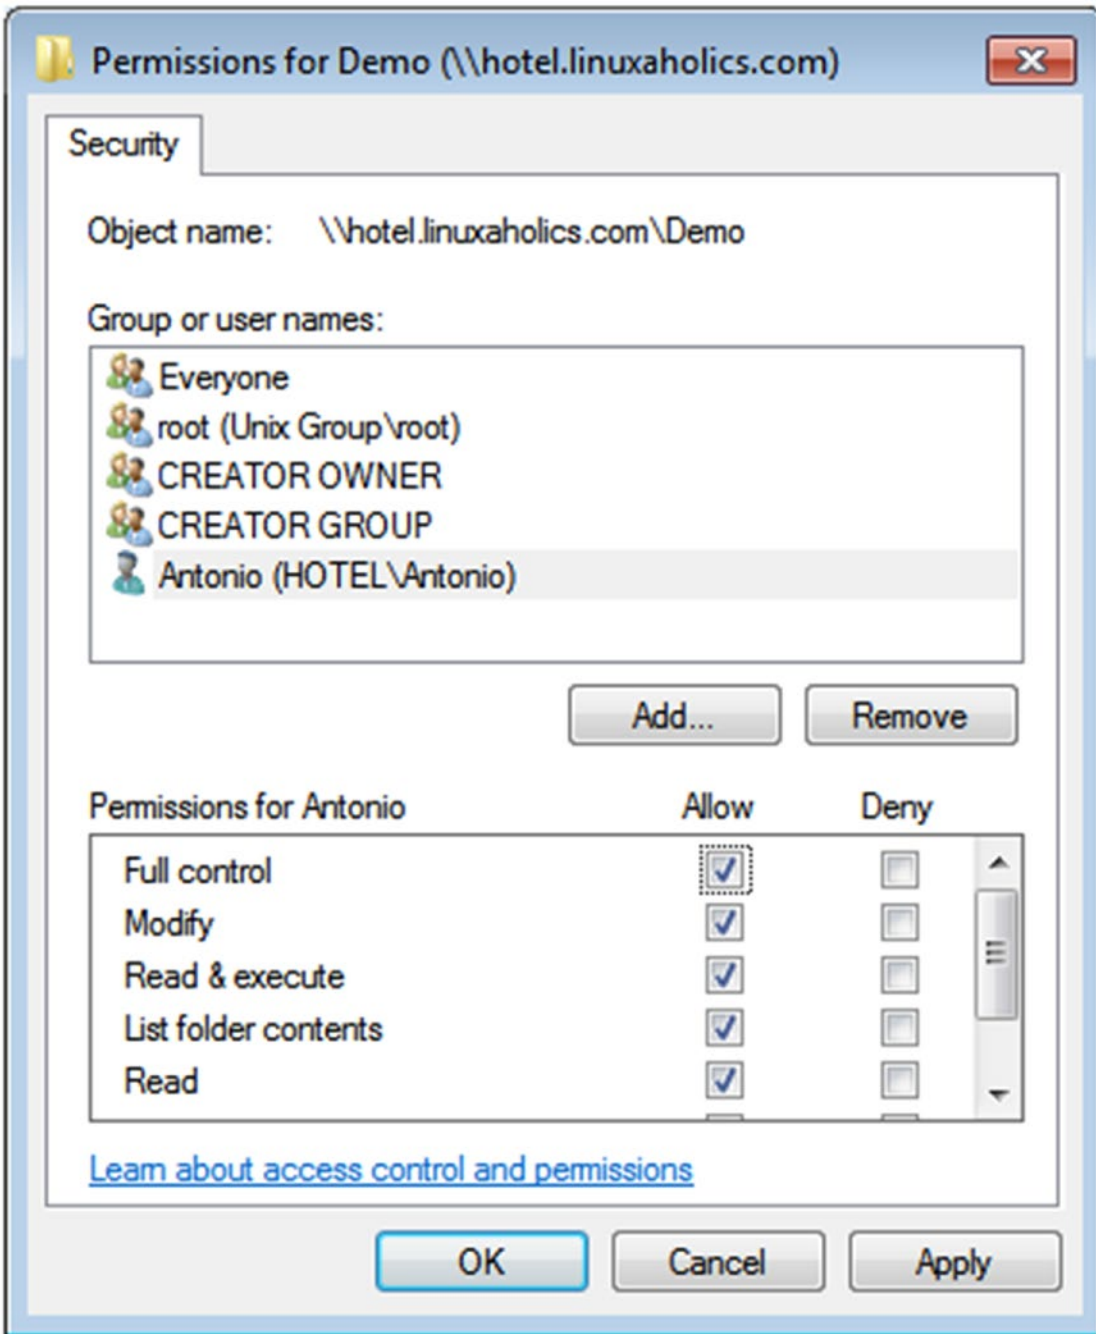 Permissions for Demo (\\hotel.linuxaholics.com)
Security
Object name: \\hotel.linuxaholics.com\Demo
Group or user names:
Everyone
root (Unix Group\root)
CREATOR OWNER
CREATOR GROUP
Antonio (HOTEL\Antonio)
Add... Remove
Permissions for Antonio Allow Deny
Full control
Modify
Read & execute
List folder contents
Read
Learn about access control and permissions
OK Cancel Apply